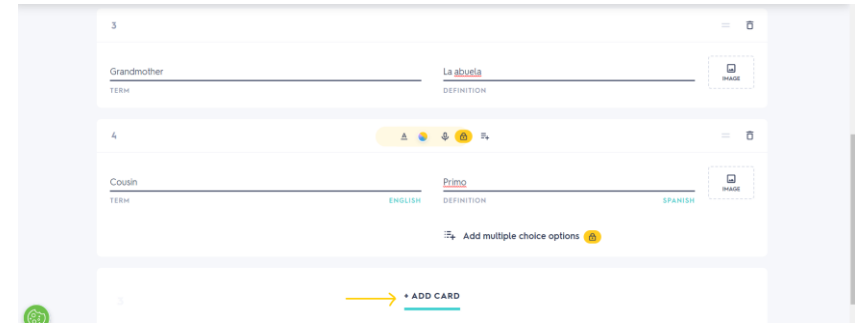 3
Grandmother La abuela
IMAGE
TERM DEFINITION
4
Cousin Primo
IMAGE
TERM ENGLISH DEFINITION SPANISH
Add multiple choice options
+ ADD CARD